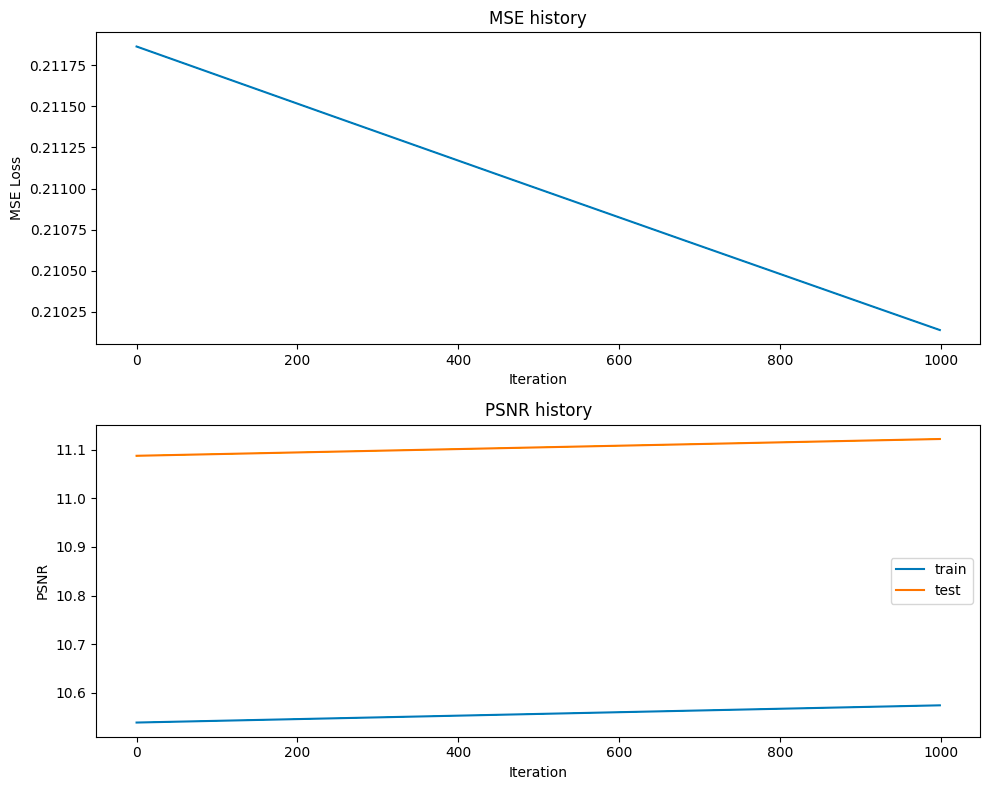 MSE history
MSE Loss
0.21175
0.21150
0.21125
0.21100
0.21075
0.21050
0.21025
0 200 400 600 800 1000
Iteration
PSNR history
PSNR
11.1
11.0
10.9
10.8
10.7
10.6
train
test
0 200 400 600 800 1000
Iteration